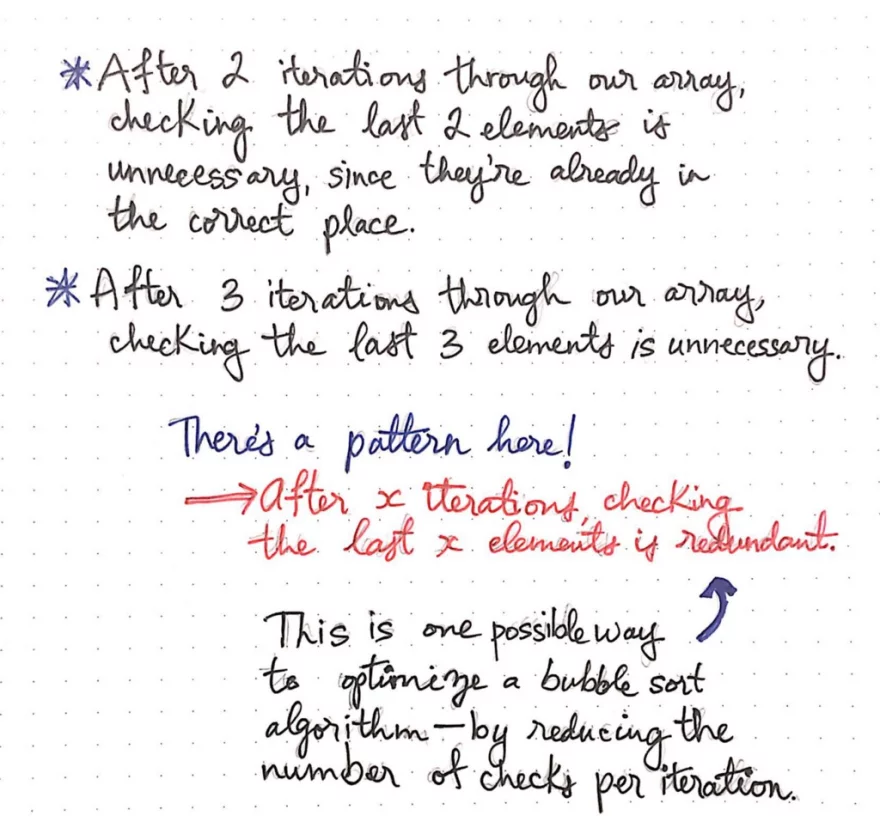 * After 2 iterations through our array,
checking the last 2 elements is
unnecessary, since they're already in
the correct place.
* After 3 iterations through our array,
checking the last 3 elements is unnecessary.
There's a pattern here!
→ after x iterations, checking
the last x elements is redundant.
This is one possible way
to optimize a bubble sort
algorithm—by reducing the
number of checks per iteration.